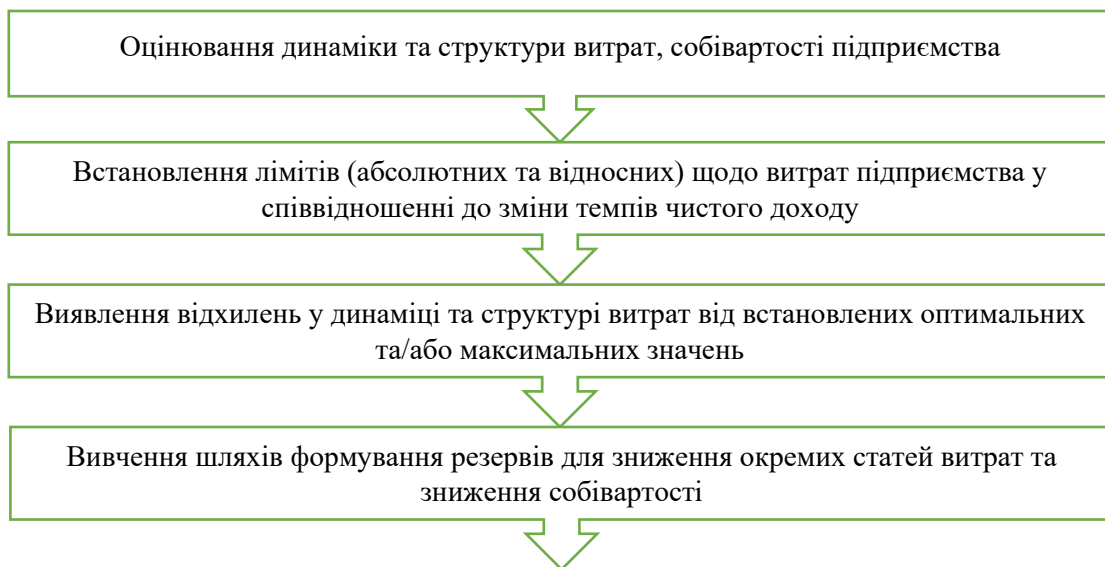 Оцінювання динаміки та структури витрат, собівартості підприємства
Встановлення лімітів (абсолютних та відносних) щодо витрат підприємства у
співвідношенні до зміни темпів чистого доходу
Виявлення відхилень у динаміці та структурі витрат від встановлених оптимальних
та/або максимальних значень
Вивчення шляхів формування резервів для зниження окремих статей витрат та
зниження собівартості